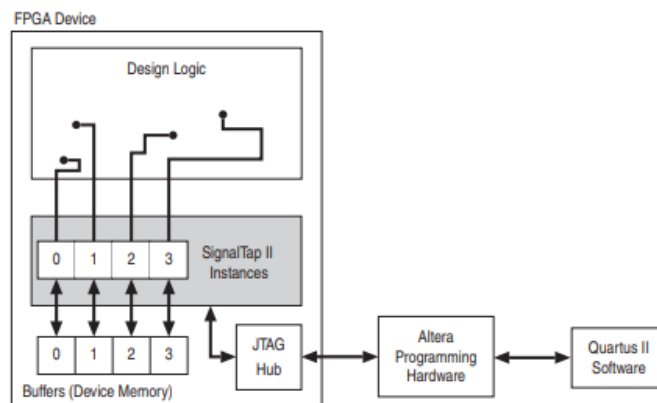 FPGA Device
Design Logic
0 1 2 3
SignalTap II
Instances
0 1 2 3
Buffers (Device Memory)
JTAG
Hub
Altera
Programming
Hardware
Quartus II
Software